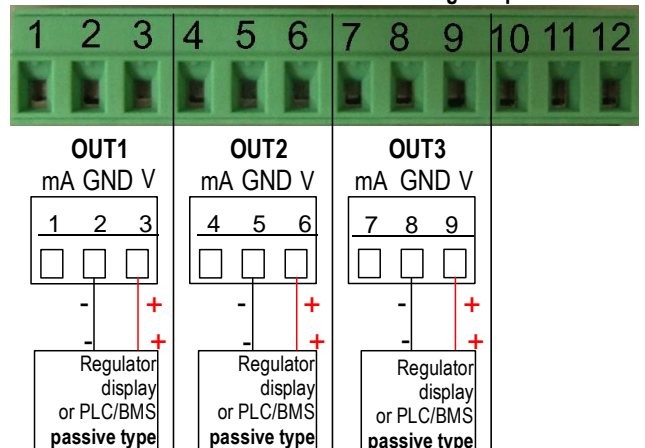 1 2 3 4 5 6 7 8 9 10 11 12
OUT1 OUT2 OUT3
mA GND V mA GND V mA GND V
1 2 3 4 5 6 7 8 9
- + - + - +
- + - + - +
Regulator Regulator Regulator
display display display
or PLC/BMS or PLC/BMS or PLC/BMS
passive type passive type passive type